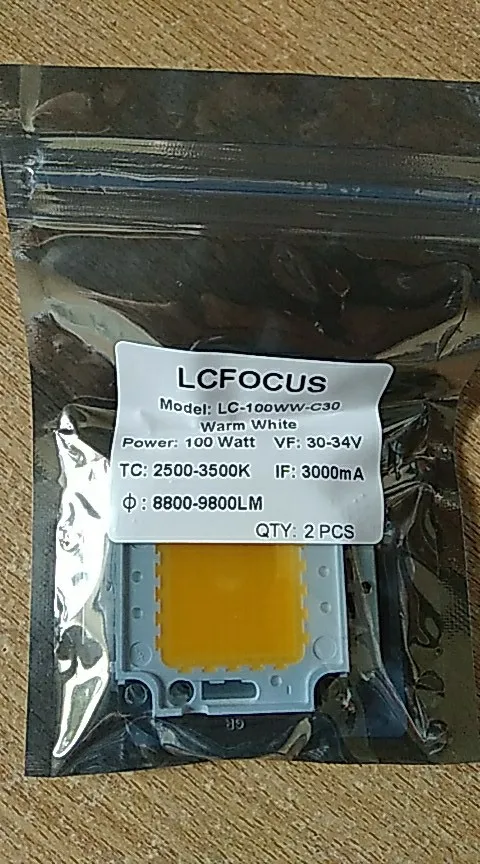 LCFOCUS
Model: LC-100WW-C30
Warm White
Power: 100 Watt VF: 30-34V
TC: 2500-3500K IF: 3000mA
Φ: 8800-9800LM
QTY: 2 PCS